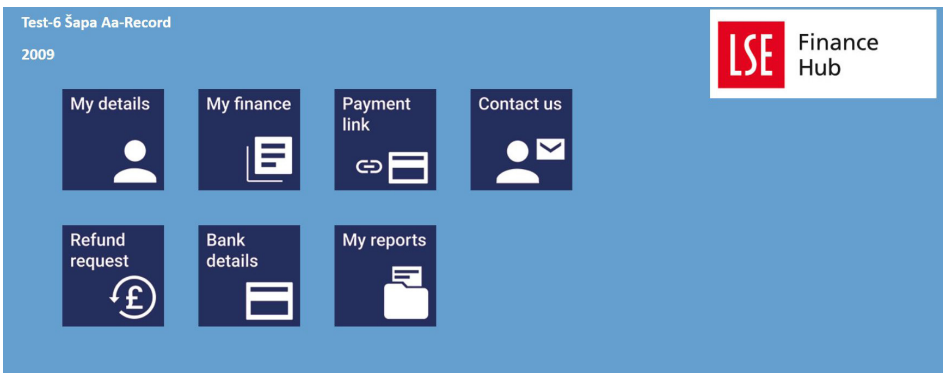 Test-6 Šapa Aa-Record
2009
LSE
Finance
Hub
My details
My finance
Payment
link
Contact us
Refund
request
£
Bank
details
My reports